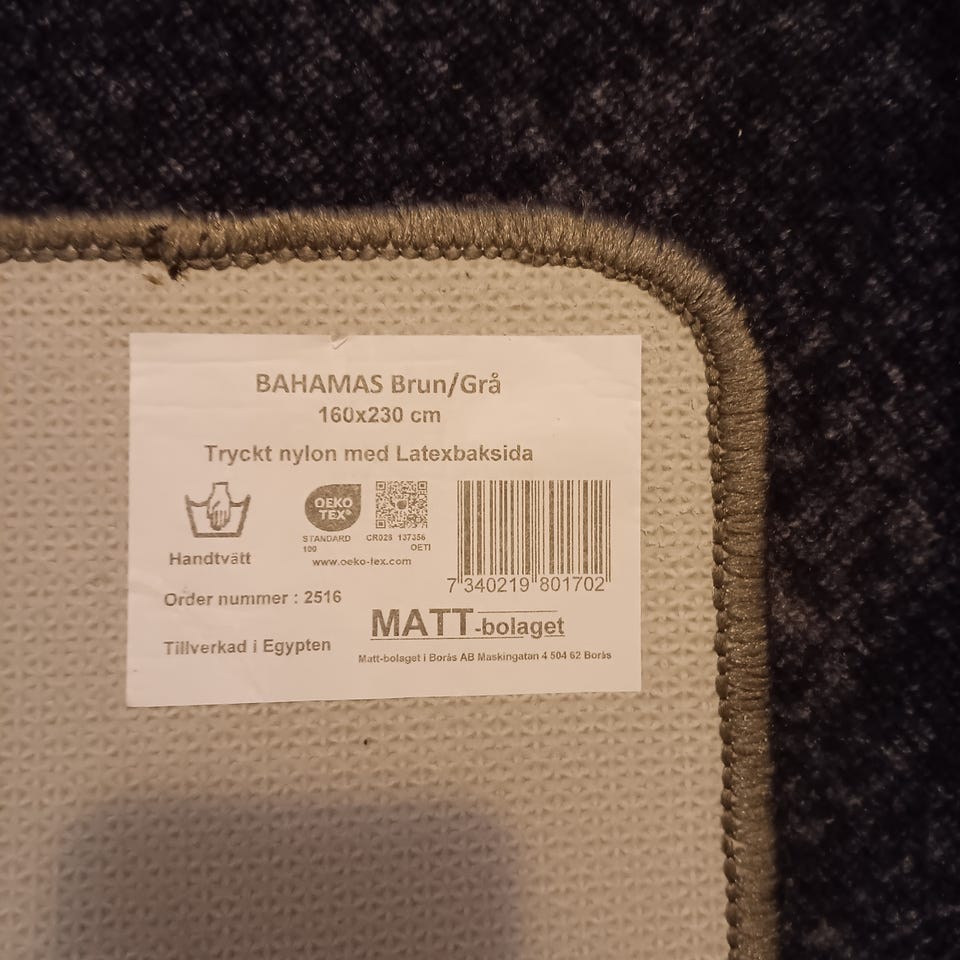 BAHAMAS Brun/Grå
160x230 cm
Tryckt nylon med Latexbaksida
OEKO
TEX®
STANDARD
100
CR028 137356
OETI
www.oeko-tex.com
Handtvätt
7 340219 801702
Order nummer : 2516
MATT-bolaget
Tillverkad i Egypten
Matt-bolaget i Borås AB Maskingatan 4 504 62 Borås